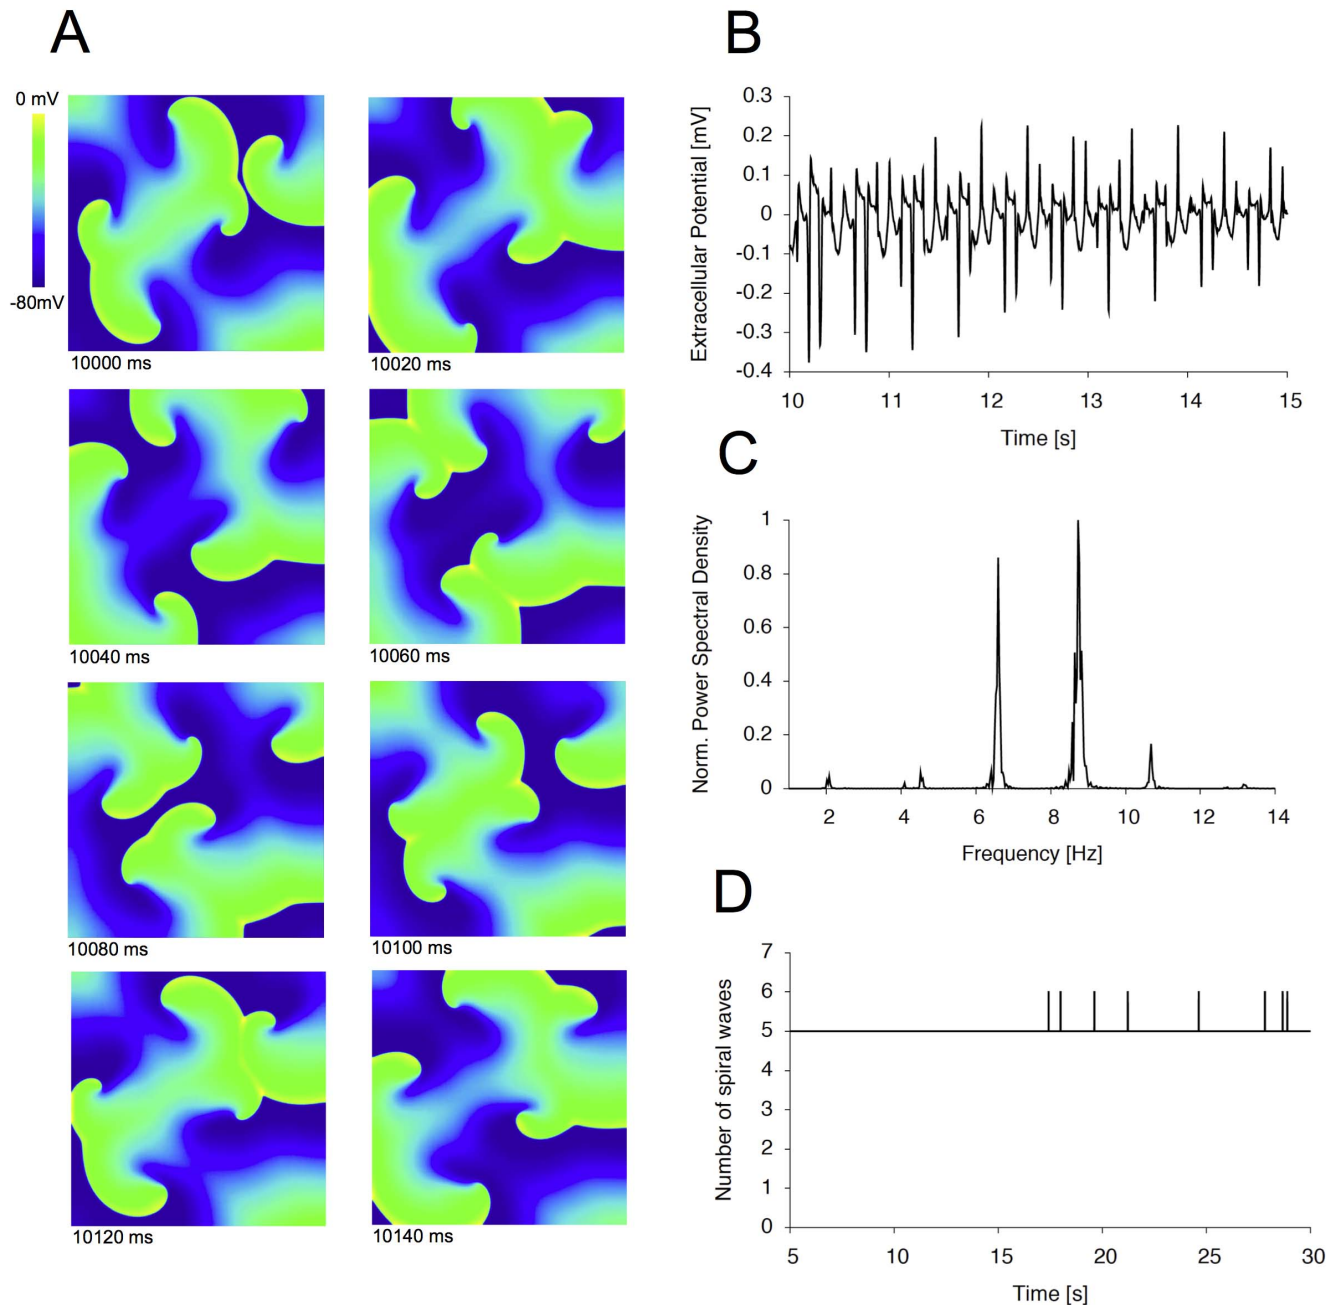 A
0 mV
-80mV
10000 ms
10020 ms
10040 ms
10060 ms
10080 ms
10100 ms
10120 ms
10140 ms
B
Extracellular Potential [mV]
0.3
0.2
0.1
0
-0.1
-0.2
-0.3
-0.4
10 11 12 13 14 15
Time [s]
C
Norm. Power Spectral Density
1
0.8
0.6
0.4
0.2
0
2 4 6 8 10 12 14
Frequency [Hz]
D
Number of spiral waves
7
6
5
4
3
2
1
0
5 10 15 20 25 30
Time [s]